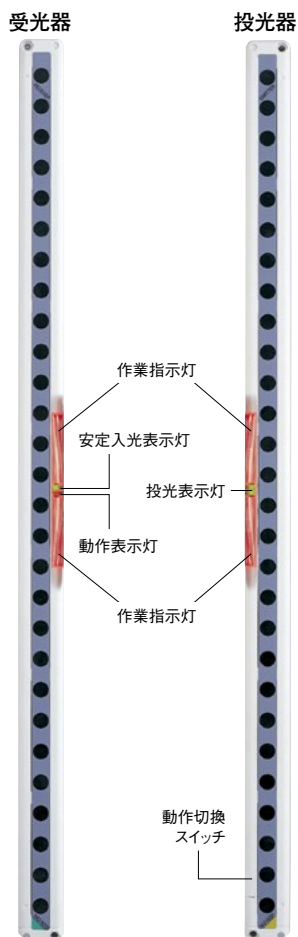 受光器
投光器
作業指示灯
安定入光表示灯
投光表示灯
動作表示灯
作業指示灯
動作切換
スイッチ